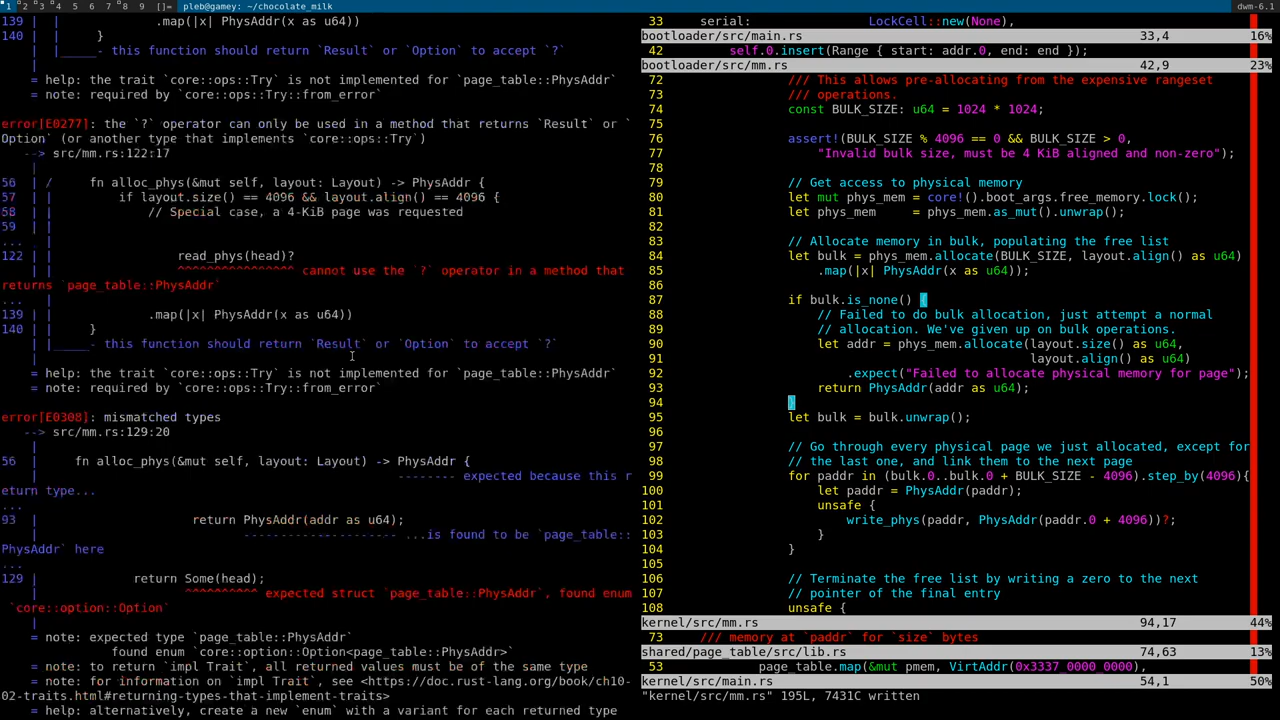 1 2 3 4 5 6 7 8 9 []= pleb@gamey: ~/chocolate_milk dwm-6.1
139 | | .map(|x| PhysAddr(x as u64))
140 | | }
| |_____- this function should return `Result` or `Option` to accept `?`
|
= help: the trait `core::ops::Try` is not implemented for `page_table::PhysAddr`
= note: required by `core::ops::Try::from_error`
error[E0277]: the `?` operator can only be used in a method that returns `Result` or `
Option` (or another type that implements `core::ops::Try`)
--> src/mm.rs:122:17
|
56 | / fn alloc_phys(&mut self, layout: Layout) -> PhysAddr {
57 | | if layout.size() == 4096 && layout.align() == 4096 {
58 | | // Special case, a 4-KiB page was requested
59 | |
... |
122 | | read_phys(head)?
| | ^^^^^^^^^^^^^^^^ cannot use the `?` operator in a method that
returns `page_table::PhysAddr`
... |
139 | | .map(|x| PhysAddr(x as u64))
140 | | }
| |_____- this function should return `Result` or `Option` to accept `?`
|
= help: the trait `core::ops::Try` is not implemented for `page_table::PhysAddr`
= note: required by `core::ops::Try::from_error`
error[E0308]: mismatched types
--> src/mm.rs:129:20
|
56 | fn alloc_phys(&mut self, layout: Layout) -> PhysAddr {
| -------- expected because this r
eturn type...
...
93 | return PhysAddr(addr as u64);
| --------------------- ...is found to be `page_table::
PhysAddr` here
...
129 | return Some(head);
| ^^^^^^^^^^ expected struct `page_table::PhysAddr`, found enum
`core::option::Option`
|
= note: expected type `page_table::PhysAddr`
found enum `core::option::Option<page_table::PhysAddr>`
= note: to return `impl Trait`, all returned values must be of the same type
= note: for information on `impl Trait`, see <https://doc.rust-lang.org/book/ch10-
02-traits.html#returning-types-that-implement-traits>
= help: alternatively, create a new `enum` with a variant for each returned type
33 serial: LockCell::new(None),
bootloader/src/main.rs 33,4 16%
42 self.0.insert(Range { start: addr.0, end: end });
bootloader/src/mm.rs 42,9 23%
72 /// This allows pre-allocating from the expensive rangeset
73 /// operations.
74 const BULK_SIZE: u64 = 1024 * 1024;
75
76 assert!(BULK_SIZE % 4096 == 0 && BULK_SIZE > 0,
77 "Invalid bulk size, must be 4 KiB aligned and non-zero");
78
79 // Get access to physical memory
80 let mut phys_mem = core!().boot_args.free_memory.lock();
81 let phys_mem = phys_mem.as_mut().unwrap();
82
83 // Allocate memory in bulk, populating the free list
84 let bulk = phys_mem.allocate(BULK_SIZE, layout.align() as u64)
85 .map(|x| PhysAddr(x as u64));
86
87 if bulk.is_none() {
88 // Failed to do bulk allocation, just attempt a normal
89 // allocation. We've given up on bulk operations.
90 let addr = phys_mem.allocate(layout.size() as u64,
91 layout.align() as u64)
92 .expect("Failed to allocate physical memory for page");
93 return PhysAddr(addr as u64);
94 }
95 let bulk = bulk.unwrap();
96
97 // Go through every physical page we just allocated, except for
98 // the last one, and link them to the next page
99 for paddr in (bulk.0..bulk.0 + BULK_SIZE - 4096).step_by(4096){
100 let paddr = PhysAddr(paddr);
101 unsafe {
102 write_phys(paddr, PhysAddr(paddr.0 + 4096))?;
103 }
104 }
105
106 // Terminate the free list by writing a zero to the next
107 // pointer of the final entry
108 unsafe {
kernel/src/mm.rs 94,17 44%
73 /// memory at `paddr` for `size` bytes
shared/page_table/src/lib.rs 74,63 13%
53 page_table.map(&mut pmem, VirtAddr(0x3337_0000_0000),
kernel/src/main.rs 54,1 50%
"kernel/src/mm.rs" 195L, 7431C written